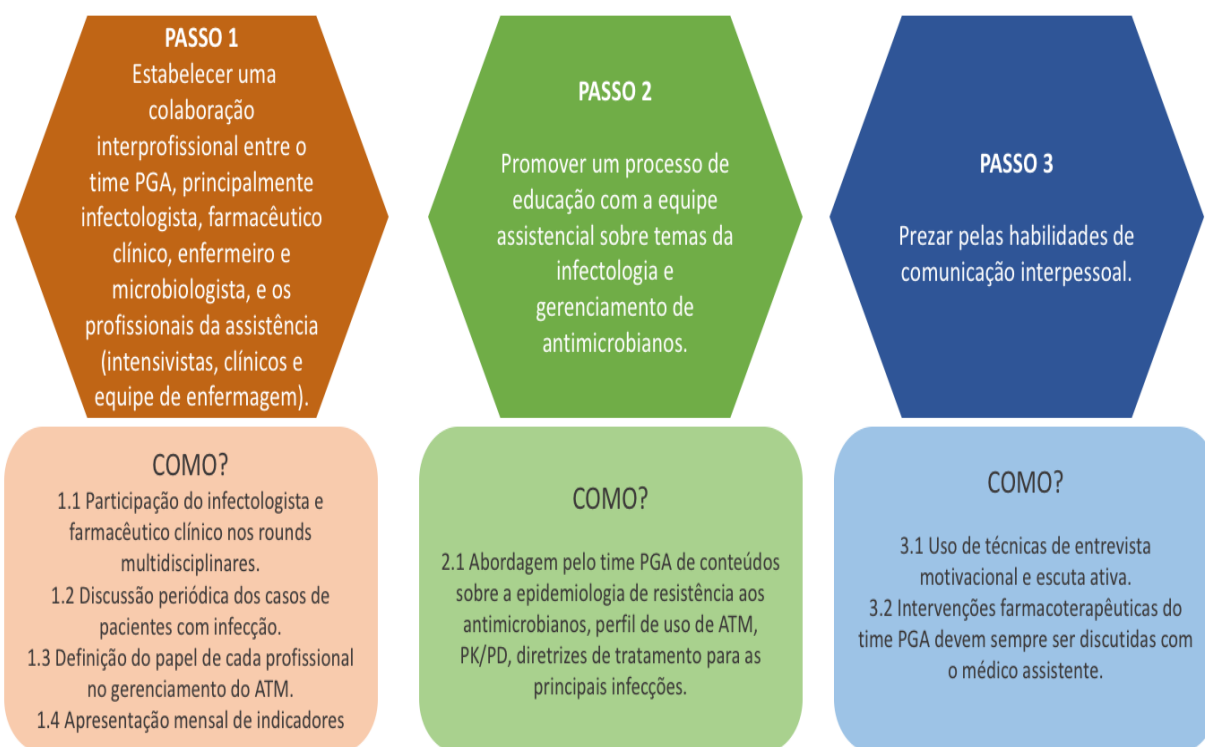 PASSO 1
Estabelecer uma
colaboração
interprofissional entre o
time PGA, principalmente
infectologista, farmacêutico
clínico, enfermeiro e
microbiologista, e os
profissionais da assistência
(intensivistas, clínicos e
equipe de enfermagem).
COMO?
1.1 Participação do infectologista e
farmacêutico clínico nos rounds
multidisciplinares.
1.2 Discussão periódica dos casos de
pacientes com infecção.
1.3 Definição do papel de cada profissional
no gerenciamento do ATM.
1.4 Apresentação mensal de indicadores
PASSO 2
Promover um processo de
educação com a equipe
assistencial sobre temas da
infectologia e
gerenciamento de
antimicrobianos.
COMO?
2.1 Abordagem pelo time PGA de conteúdos
sobre a epidemiologia de resistência aos
antimicrobianos, perfil de uso de ATM,
PK/PD, diretrizes de tratamento para as
principais infecções.
PASSO 3
Prezar pelas habilidades de
comunicação interpessoal.
COMO?
3.1 Uso de técnicas de entrevista
motivacional e escuta ativa.
3.2 Intervenções farmacoterapêuticas do
time PGA devem sempre ser discutidas com
o médico assistente.